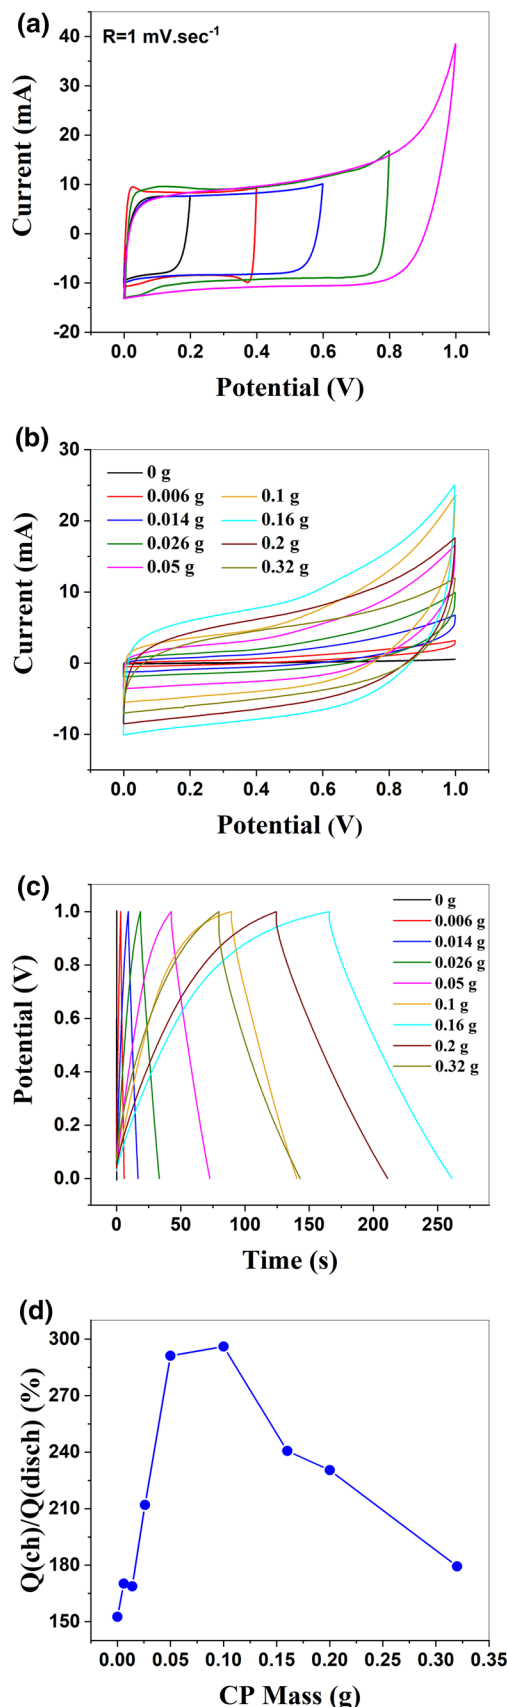 (a)
R=1 mV.sec⁻¹
40
30
20
10
0
-10
-20
Current (mA)
0.0 0.2 0.4 0.6 0.8 1.0
Potential (V)
(b)
30
20
10
0
-10
Current (mA)
0 g
0.006 g 0.1 g
0.014 g 0.16 g
0.026 g 0.2 g
0.05 g 0.32 g
0.0 0.2 0.4 0.6 0.8 1.0
Potential (V)
(c)
1.0
0.8
0.6
0.4
0.2
0.0
Potential (V)
0 g
0.006 g
0.014 g
0.026 g
0.05 g
0.1 g
0.16 g
0.2 g
0.32 g
0 50 100 150 200 250
Time (s)
(d)
300
270
240
210
180
150
Q(ch)/Q(disch) (%)
0.00 0.05 0.10 0.15 0.20 0.25 0.30 0.35
CP Mass (g)